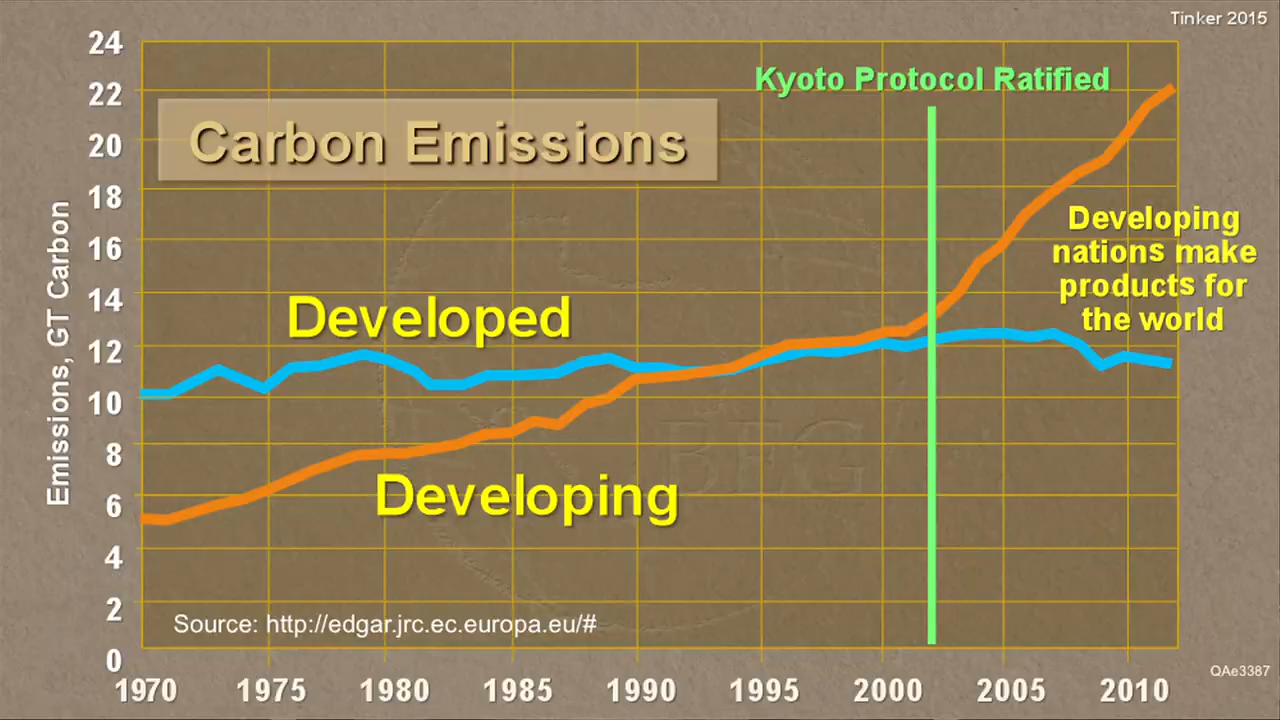 Tinker 2015
24
22
20
18
16
14
12
10
8
6
4
2
0
Emissions, GT Carbon
Carbon Emissions
Kyoto Protocol Ratified
Developing
nations make
products for
the world
Developed
Developing
BEG
Source: http://edgar.jrc.ec.europa.eu/#
QAe3387
1970 1975 1980 1985 1990 1995 2000 2005 2010